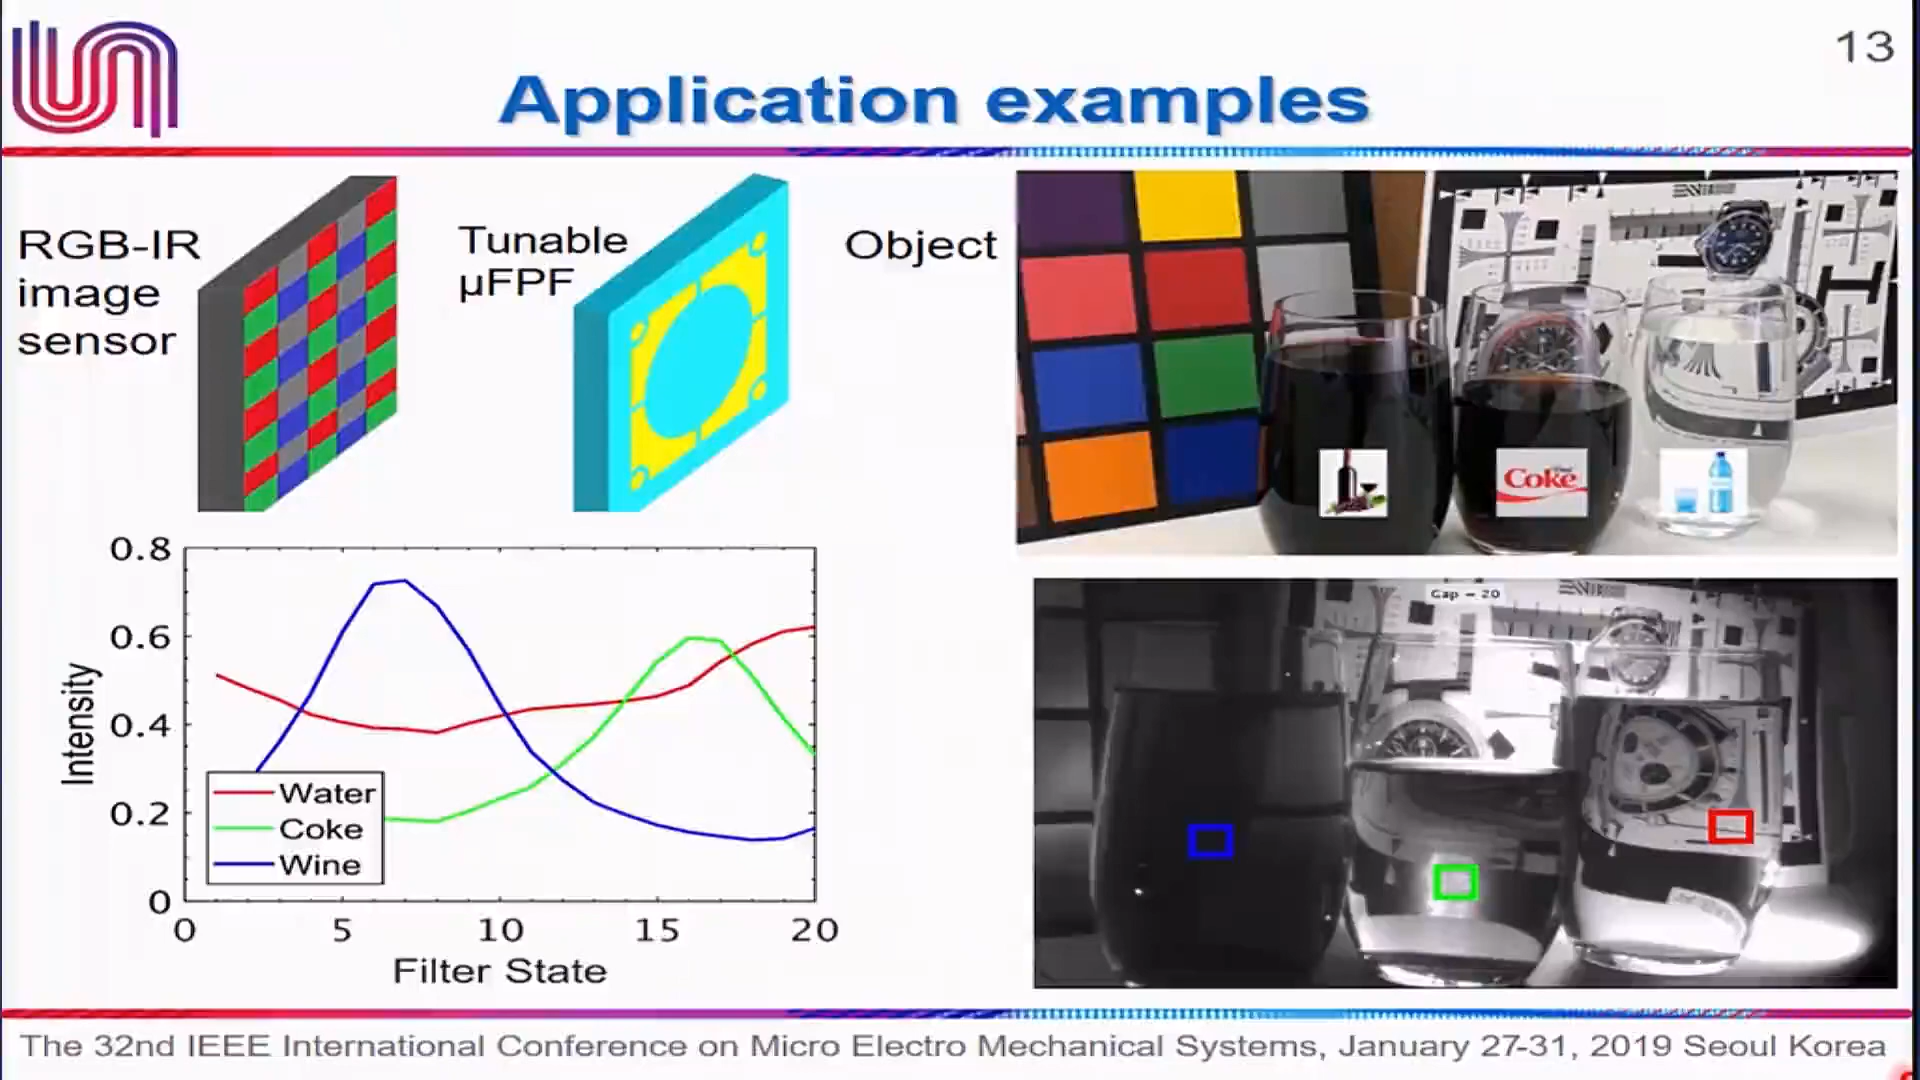 13
Application examples
RGB-IR
image
sensor
Tunable
µFPF
Object
Coke
0.8
0.6
0.4
0.2
0
Intensity
Water
Coke
Wine
0
5
10
15
20
Filter State
Gap = 20
The 32nd IEEE International Conference on Micro Electro Mechanical Systems, January 27-31, 2019 Seoul Korea